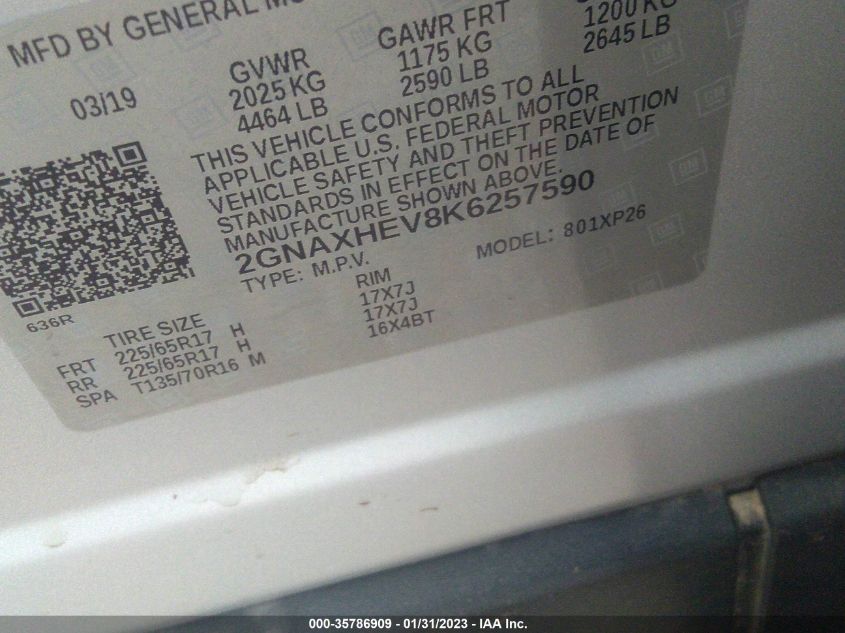 MFD BY GENERAL
GVWR GAWR FRT
03/19 2025 KG 1175 KG 1200 KG
4464 LB 2590 LB 2645 LB
THIS VEHICLE CONFORMS TO ALL
APPLICABLE U.S. FEDERAL MOTOR
VEHICLE SAFETY AND THEFT PREVENTION
STANDARDS IN EFFECT ON THE DATE OF
MANUFACTURE SHOWN ABOVE.
2GNAXHEV8K6257590
TYPE: M.P.V. MODEL: 801XP26
636R
TIRE SIZE RIM
FRT 225/65R17 H 17X7J
RR 225/65R17 H 17X7J
SPA T135/70R16 M 16X4BT
000-35786909 - 01/31/2023 - IAA Inc.